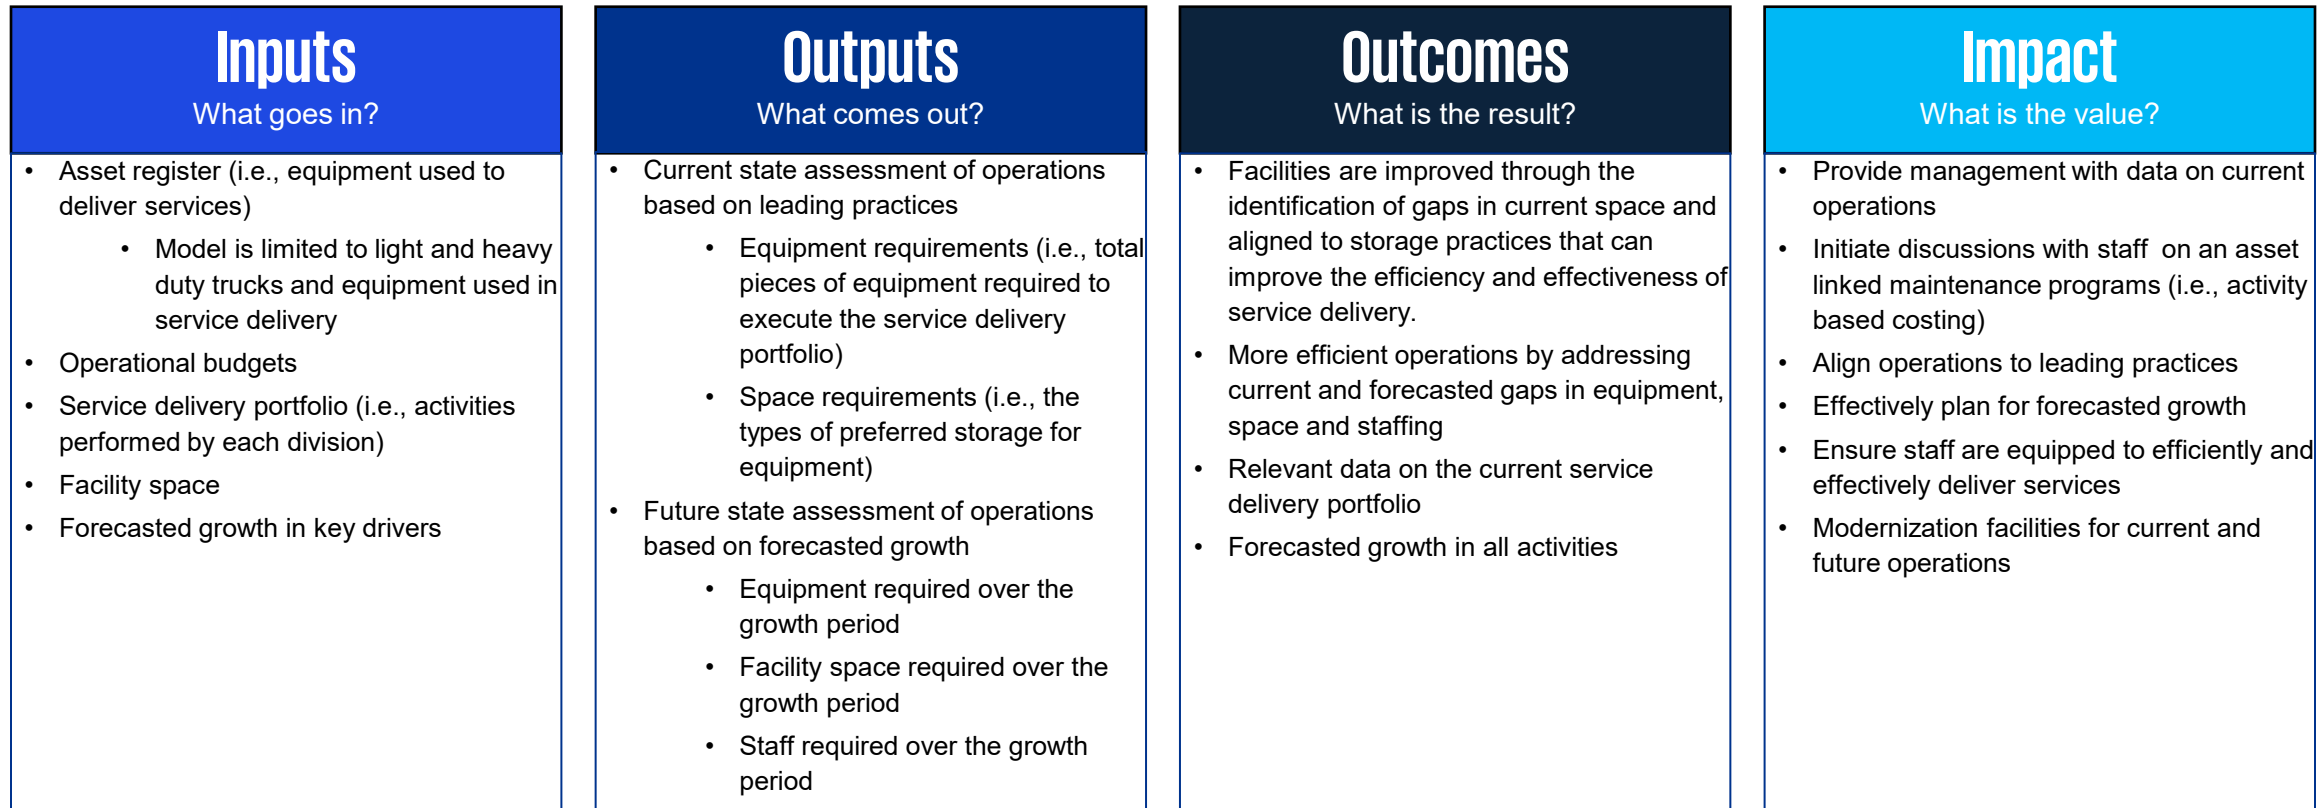 Inputs
What goes in?
• Asset register (i.e., equipment used to
deliver services)
• Model is limited to light and heavy
duty trucks and equipment used in
service delivery
• Operational budgets
• Service delivery portfolio (i.e., activities
performed by each division)
• Facility space
• Forecasted growth in key drivers
Outputs
What comes out?
• Current state assessment of operations
based on leading practices
• Equipment requirements (i.e., total
pieces of equipment required to
execute the service delivery
portfolio)
• Space requirements (i.e., the
types of preferred storage for
equipment)
• Future state assessment of operations
based on forecasted growth
• Equipment required over the
growth period
• Facility space required over the
growth period
• Staff required over the growth
period
Outcomes
What is the result?
• Facilities are improved through the
identification of gaps in current space and
aligned to storage practices that can
improve the efficiency and effectiveness of
service delivery.
• More efficient operations by addressing
current and forecasted gaps in equipment,
space and staffing
• Relevant data on the current service
delivery portfolio
• Forecasted growth in all activities
Impact
What is the value?
• Provide management with data on current
operations
• Initiate discussions with staff  on an asset
linked maintenance programs (i.e., activity
based costing)
• Align operations to leading practices
• Effectively plan for forecasted growth
• Ensure staff are equipped to efficiently and
effectively deliver services
• Modernization facilities for current and
future operations